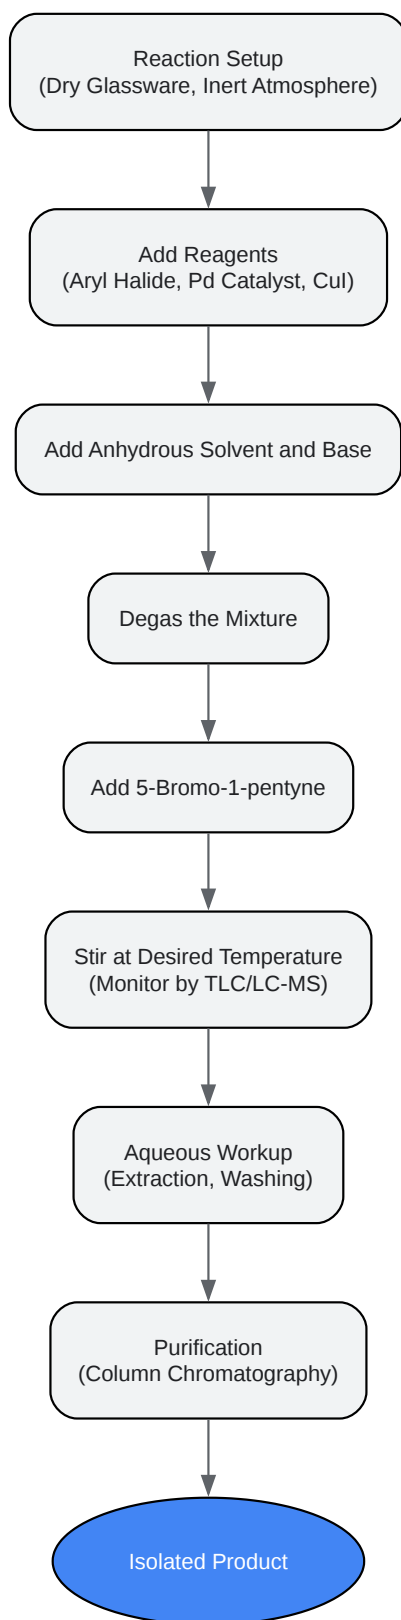 Reaction Setup
(Dry Glassware, Inert Atmosphere)
Add Reagents
(Aryl Halide, Pd Catalyst, CuI)
Add Anhydrous Solvent and Base
Degas the Mixture
Add 5-Bromo-1-pentyne
Stir at Desired Temperature
(Monitor by TLC/LC-MS)
Aqueous Workup
(Extraction, Washing)
Purification
(Column Chromatography)
Isolated Product